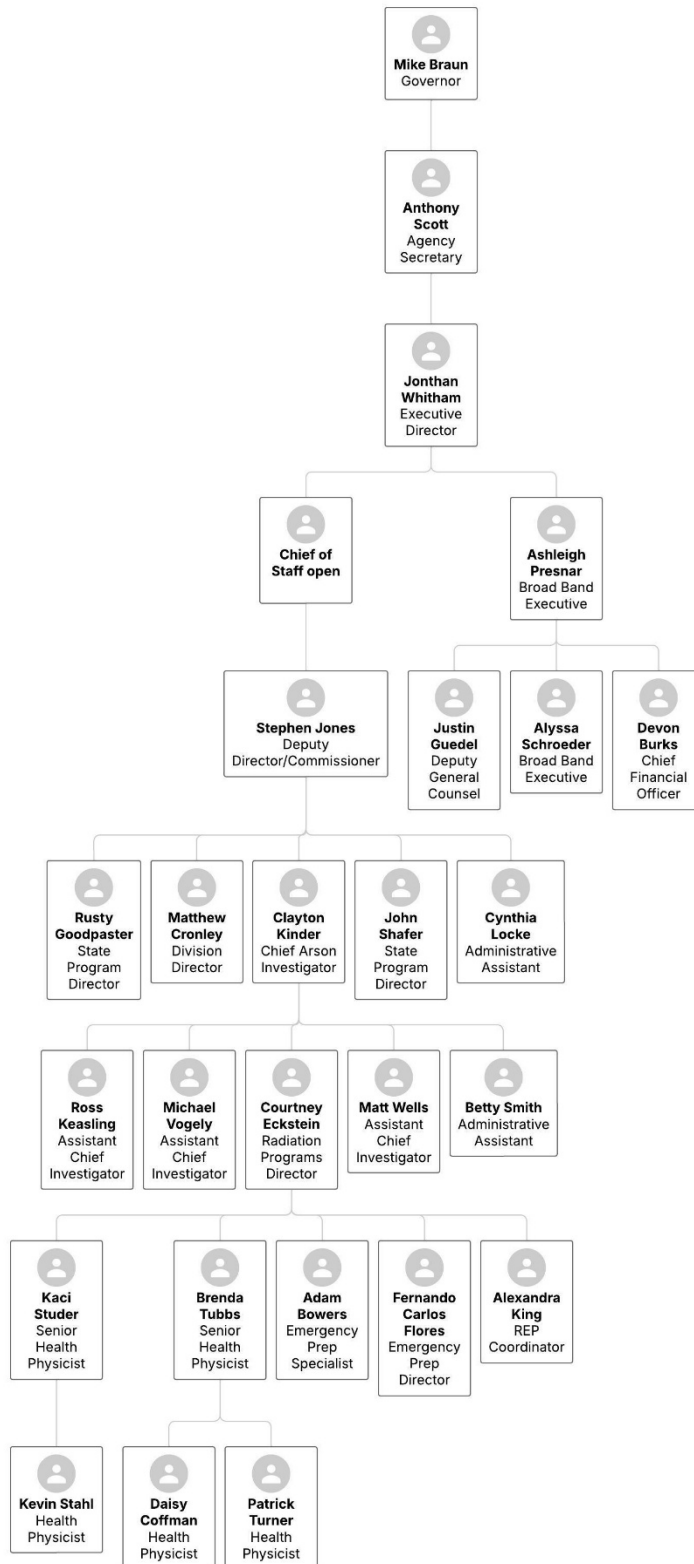 Mike Braun
Governor
Anthony
Scott
Agency
Secretary
Jonthan
Whitham
Executive
Director
Chief of
Staff open
Ashleigh
Presnar
Broad Band
Executive
Stephen Jones
Deputy
Director/Commissioner
Justin
Guedel
Deputy
General
Counsel
Alyssa
Schroeder
Broad Band
Executive
Devon
Burks
Chief
Financial
Officer
Rusty
Goodpaster
State
Program
Director
Matthew
Cronley
Division
Director
Clayton
Kinder
Chief Arson
Investigator
John
Shafer
State
Program
Director
Cynthia
Locke
Administrative
Assistant
Ross
Keasling
Assistant
Chief
Investigator
Michael
Vogely
Assistant
Chief
Investigator
Courtney
Eckstein
Radiation
Programs
Director
Matt Wells
Assistant
Chief
Investigator
Betty Smith
Administrative
Assistant
Kaci
Studer
Senior
Health
Physicist
Brenda
Tubbs
Senior
Health
Physicist
Adam
Bowers
Emergency
Prep
Specialist
Fernando
Carlos
Flores
Emergency
Prep
Director
Alexandra
King
REP
Coordinator
Kevin Stahl
Health
Physicist
Daisy
Coffman
Health
Physicist
Patrick
Turner
Health
Physicist